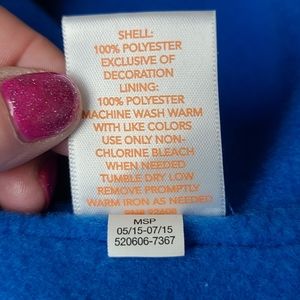 SHELL:
100% POLYESTER
EXCLUSIVE OF
DECORATION
LINING:
100% POLYESTER
MACHINE WASH WARM
WITH LIKE COLORS
USE ONLY NON-
CHLORINE BLEACH
WHEN NEEDED
TUMBLE DRY LOW
REMOVE PROMPTLY
WARM IRON AS NEEDED
MSP
05/15-07/15
520606-7367